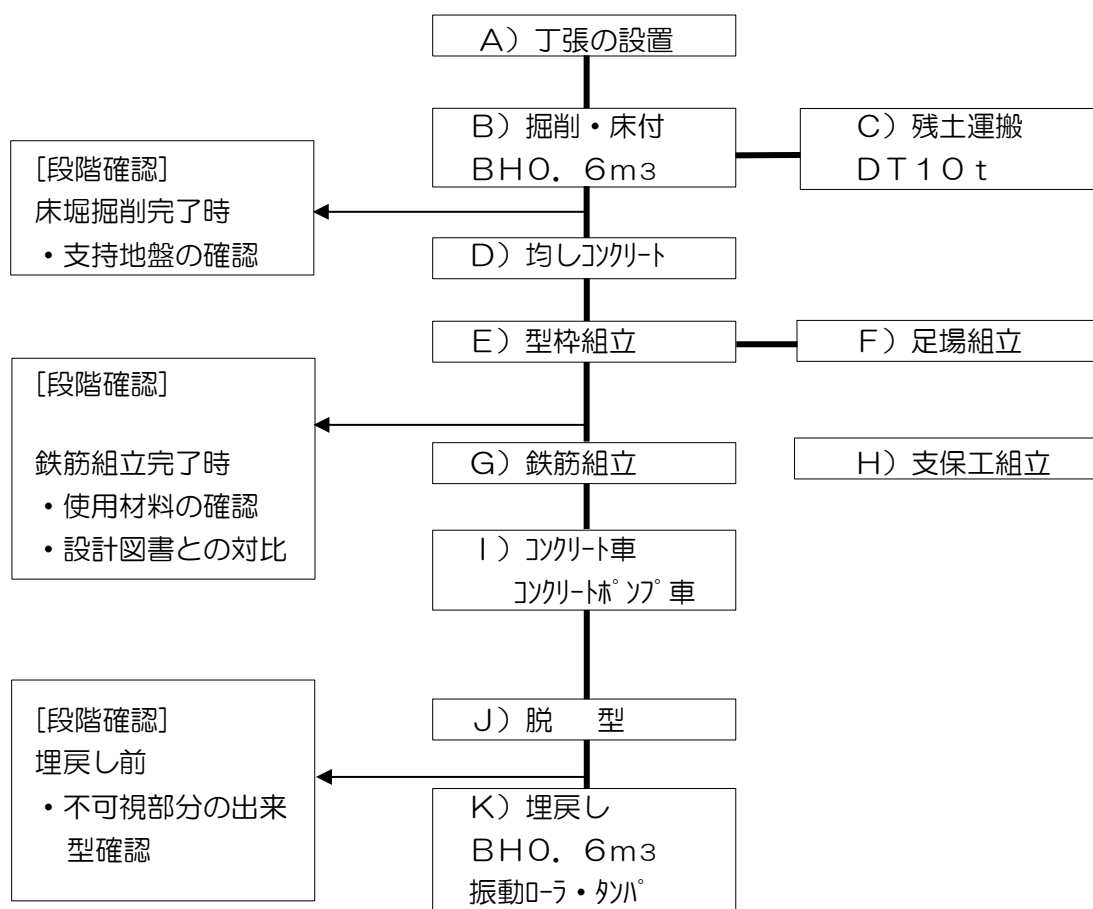 A）丁張の設置
B）掘削・床付
BH0．6m3
C）残土運搬
DT10t
[段階確認]
床堀掘削完了時
・支持地盤の確認
D）均しｺﾝｸﾘｰﾄ
E）型枠組立
F）足場組立
[段階確認]
鉄筋組立完了時
・使用材料の確認
・設計図書との対比
G）鉄筋組立
H）支保工組立
I）ｺﾝｸﾘｰﾄ車
ｺﾝｸﾘｰﾄﾎﾟﾝﾌﾟ車
[段階確認]
埋戻し前
・不可視部分の出来
型確認
J）脱　型
K）埋戻し
BH0．6m3
振動ﾛｰﾗ・ﾀﾝﾊﾟ